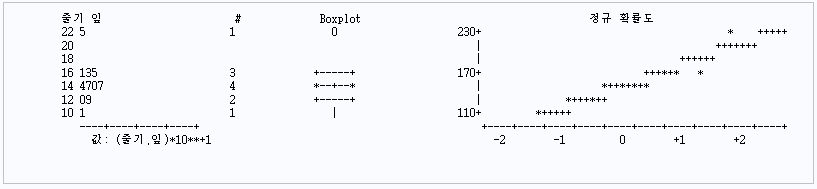 줄기 잎                #            Boxplot                              정규 확률도
22 5                   1               0                  230+                                *   +++++
20                                                           |                              +++++++
18                                                           |                         ++++++
16 135                 3            +-----+               170+                    ++++*++   *
14 4707                4            *--+--*                  |              ++*+*+**
12 09                  2            +-----+                  |         *++*+++
10 1                   1               |                  110+     *+++++
----+----+----+----+                                          +----+----+----+----+----+----+----+----+----+----+
값: (줄기.잎)*10**+1                                              -2        -1         0        +1        +2